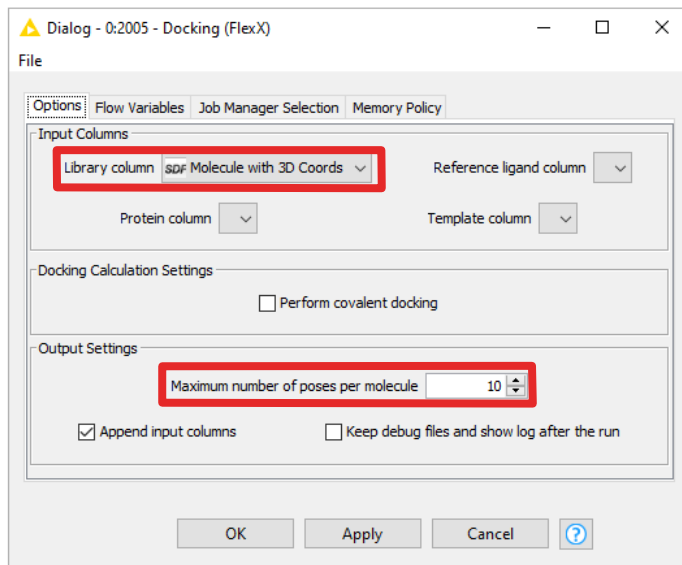 Dialog - 0:2005 - Docking (FlexX)
File
Options Flow Variables Job Manager Selection Memory Policy
Input Columns
Library column SDF Molecule with 3D Coords Reference ligand column
Protein column Template column
Docking Calculation Settings
Perform covalent docking
Output Settings
Maximum number of poses per molecule 10
Append input columns Keep debug files and show log after the run
OK Apply Cancel ?